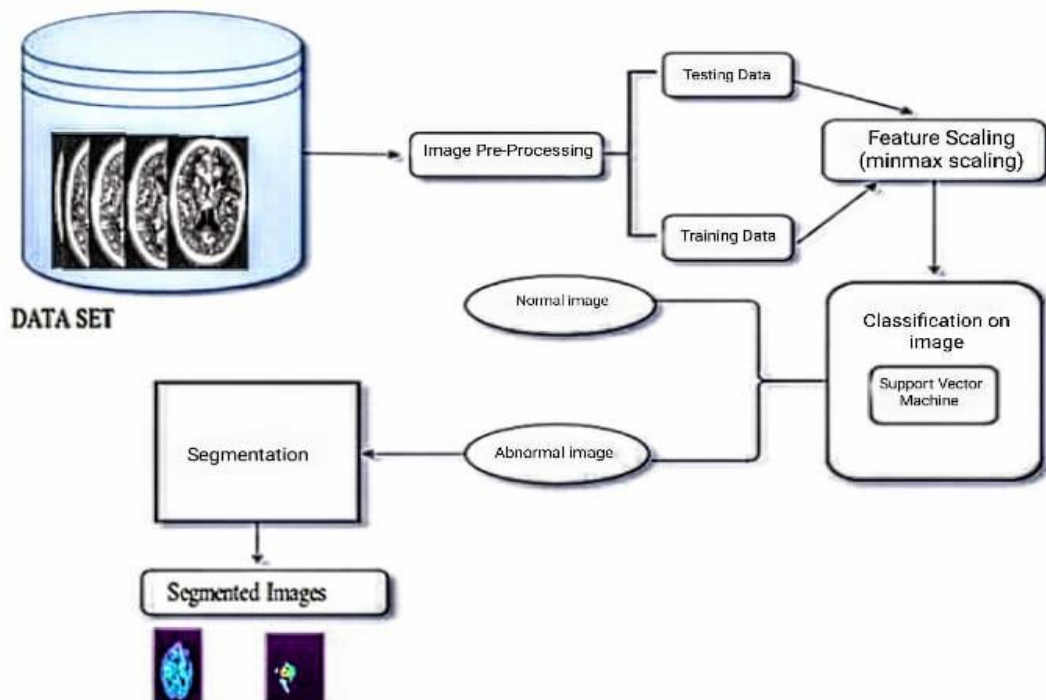 DATA SET
Image Pre-Processing
Testing Data
Training Data
Feature Scaling
(minmax scaling)
Classification on
image
Support Vector
Machine
Normal image
Abnormal image
Segmentation
Segmented Images